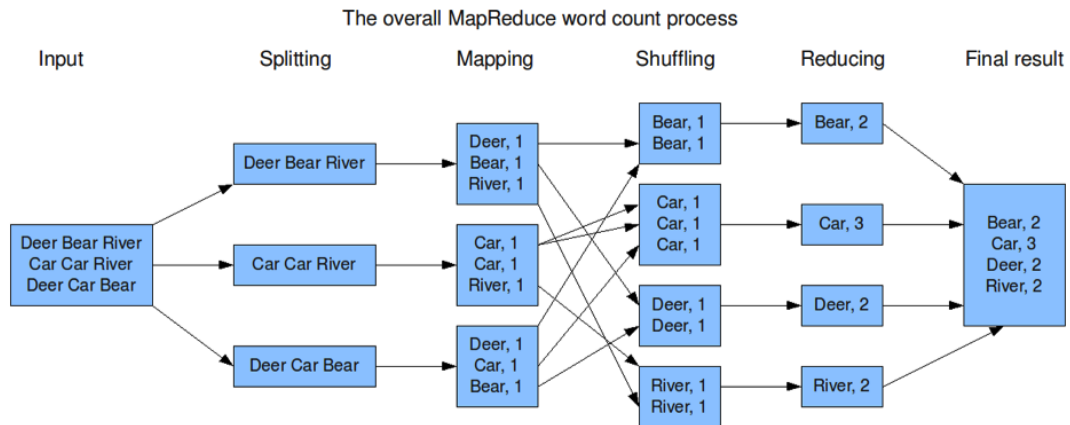 The overall MapReduce word count process
Input
Splitting
Mapping
Shuffling
Reducing
Final result
Deer Bear River
Car Car River
Deer Car Bear
Deer Bear River
Car Car River
Deer Car Bear
Deer, 1
Bear, 1
River, 1
Car, 1
Car, 1
River, 1
Deer, 1
Car, 1
Bear, 1
Bear, 1
Bear, 1
Car, 1
Car, 1
Car, 1
Deer, 1
Deer, 1
River, 1
River, 1
Bear, 2
Car, 3
Deer, 2
River, 2
Bear, 2
Car, 3
Deer, 2
River, 2